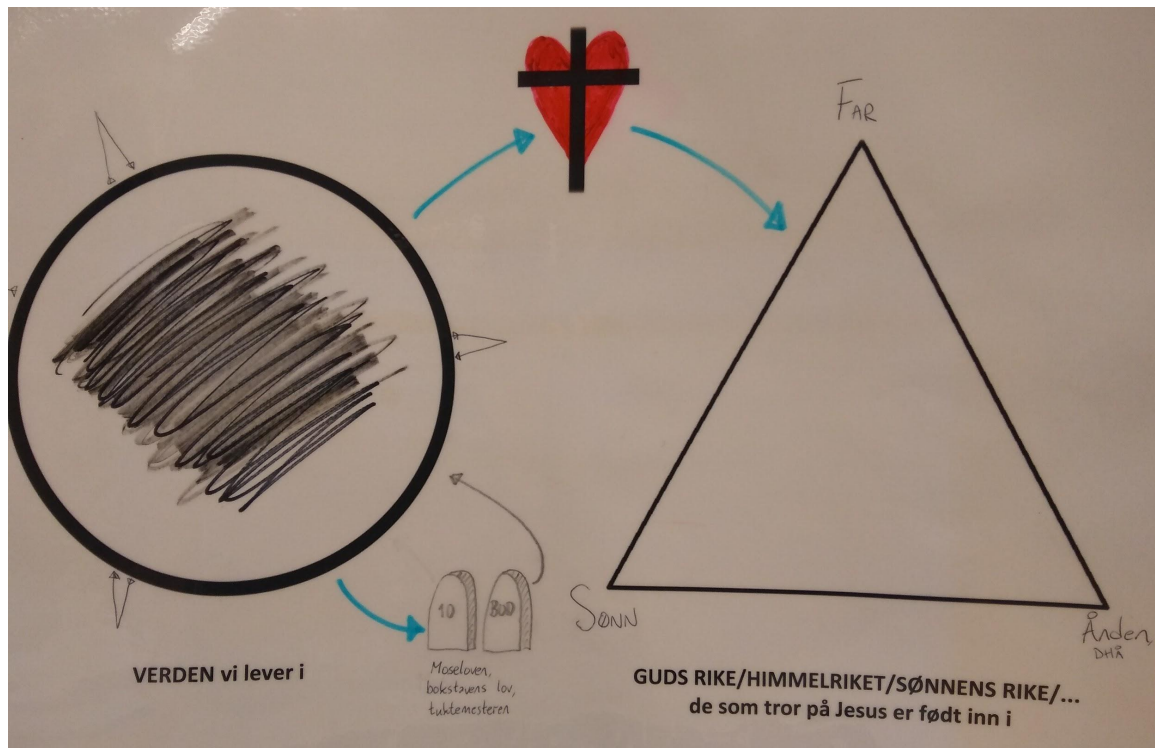 FAR
10
BUD
SØNN
Ånden,
DHÅ
Moseloven,
bokstavens lov,
tuktemesteren
VERDEN vi lever i
GUDS RIKE/HIMMELRIKET/SØNNENS RIKE/...
de som tror på Jesus er født inn i